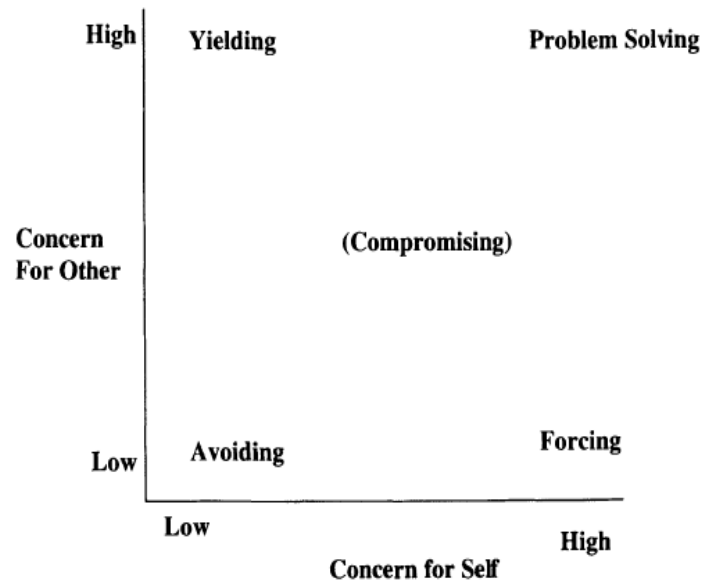 High
Yielding
Problem Solving
Concern
For Other
(Compromising)
Low
Avoiding
Forcing
Low
High
Concern for Self